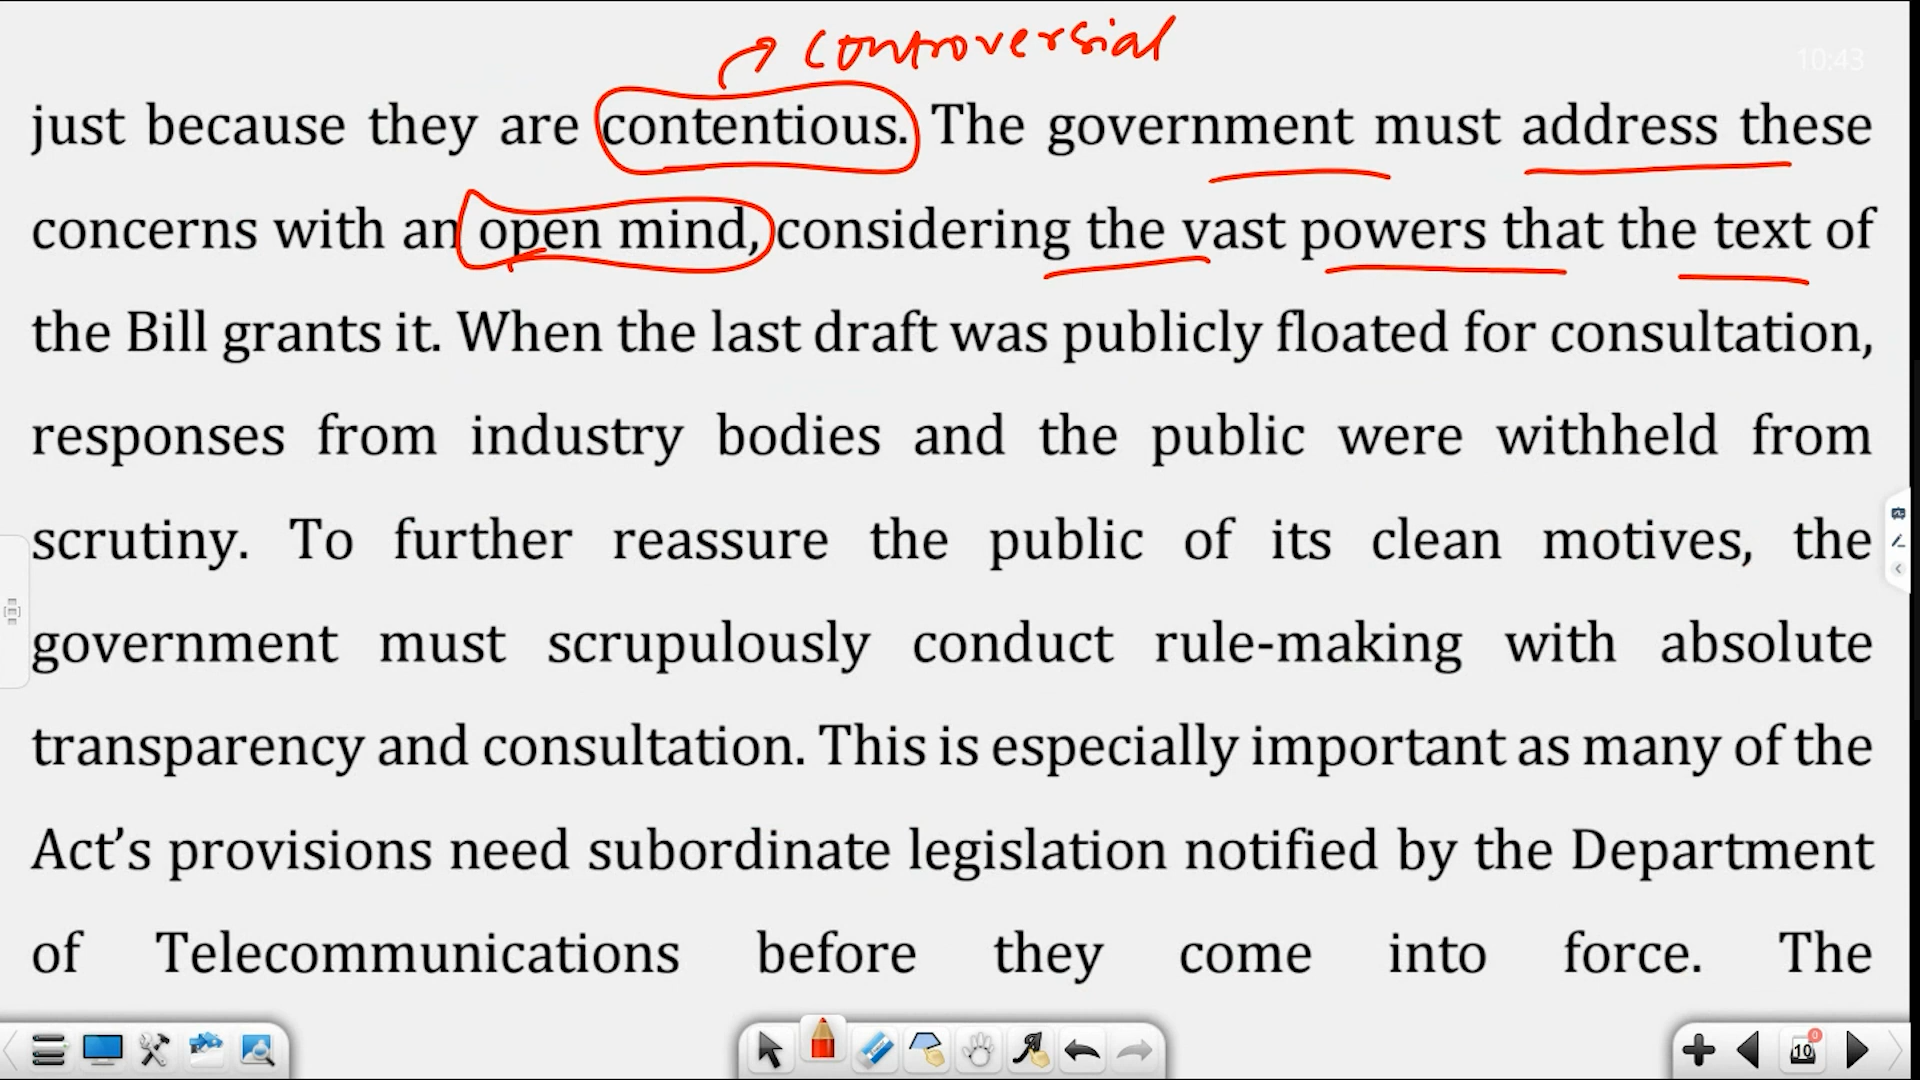 controversial
10:43
just because they are contentious. The government must address these
concerns with an open mind, considering the vast powers that the text of
the Bill grants it. When the last draft was publicly floated for consultation,
responses from industry bodies and the public were withheld from
scrutiny. To further reassure the public of its clean motives, the
government must scrupulously conduct rule-making with absolute
transparency and consultation. This is especially important as many of the
Act’s provisions need subordinate legislation notified by the Department
of Telecommunications before they come into force. The
0
10